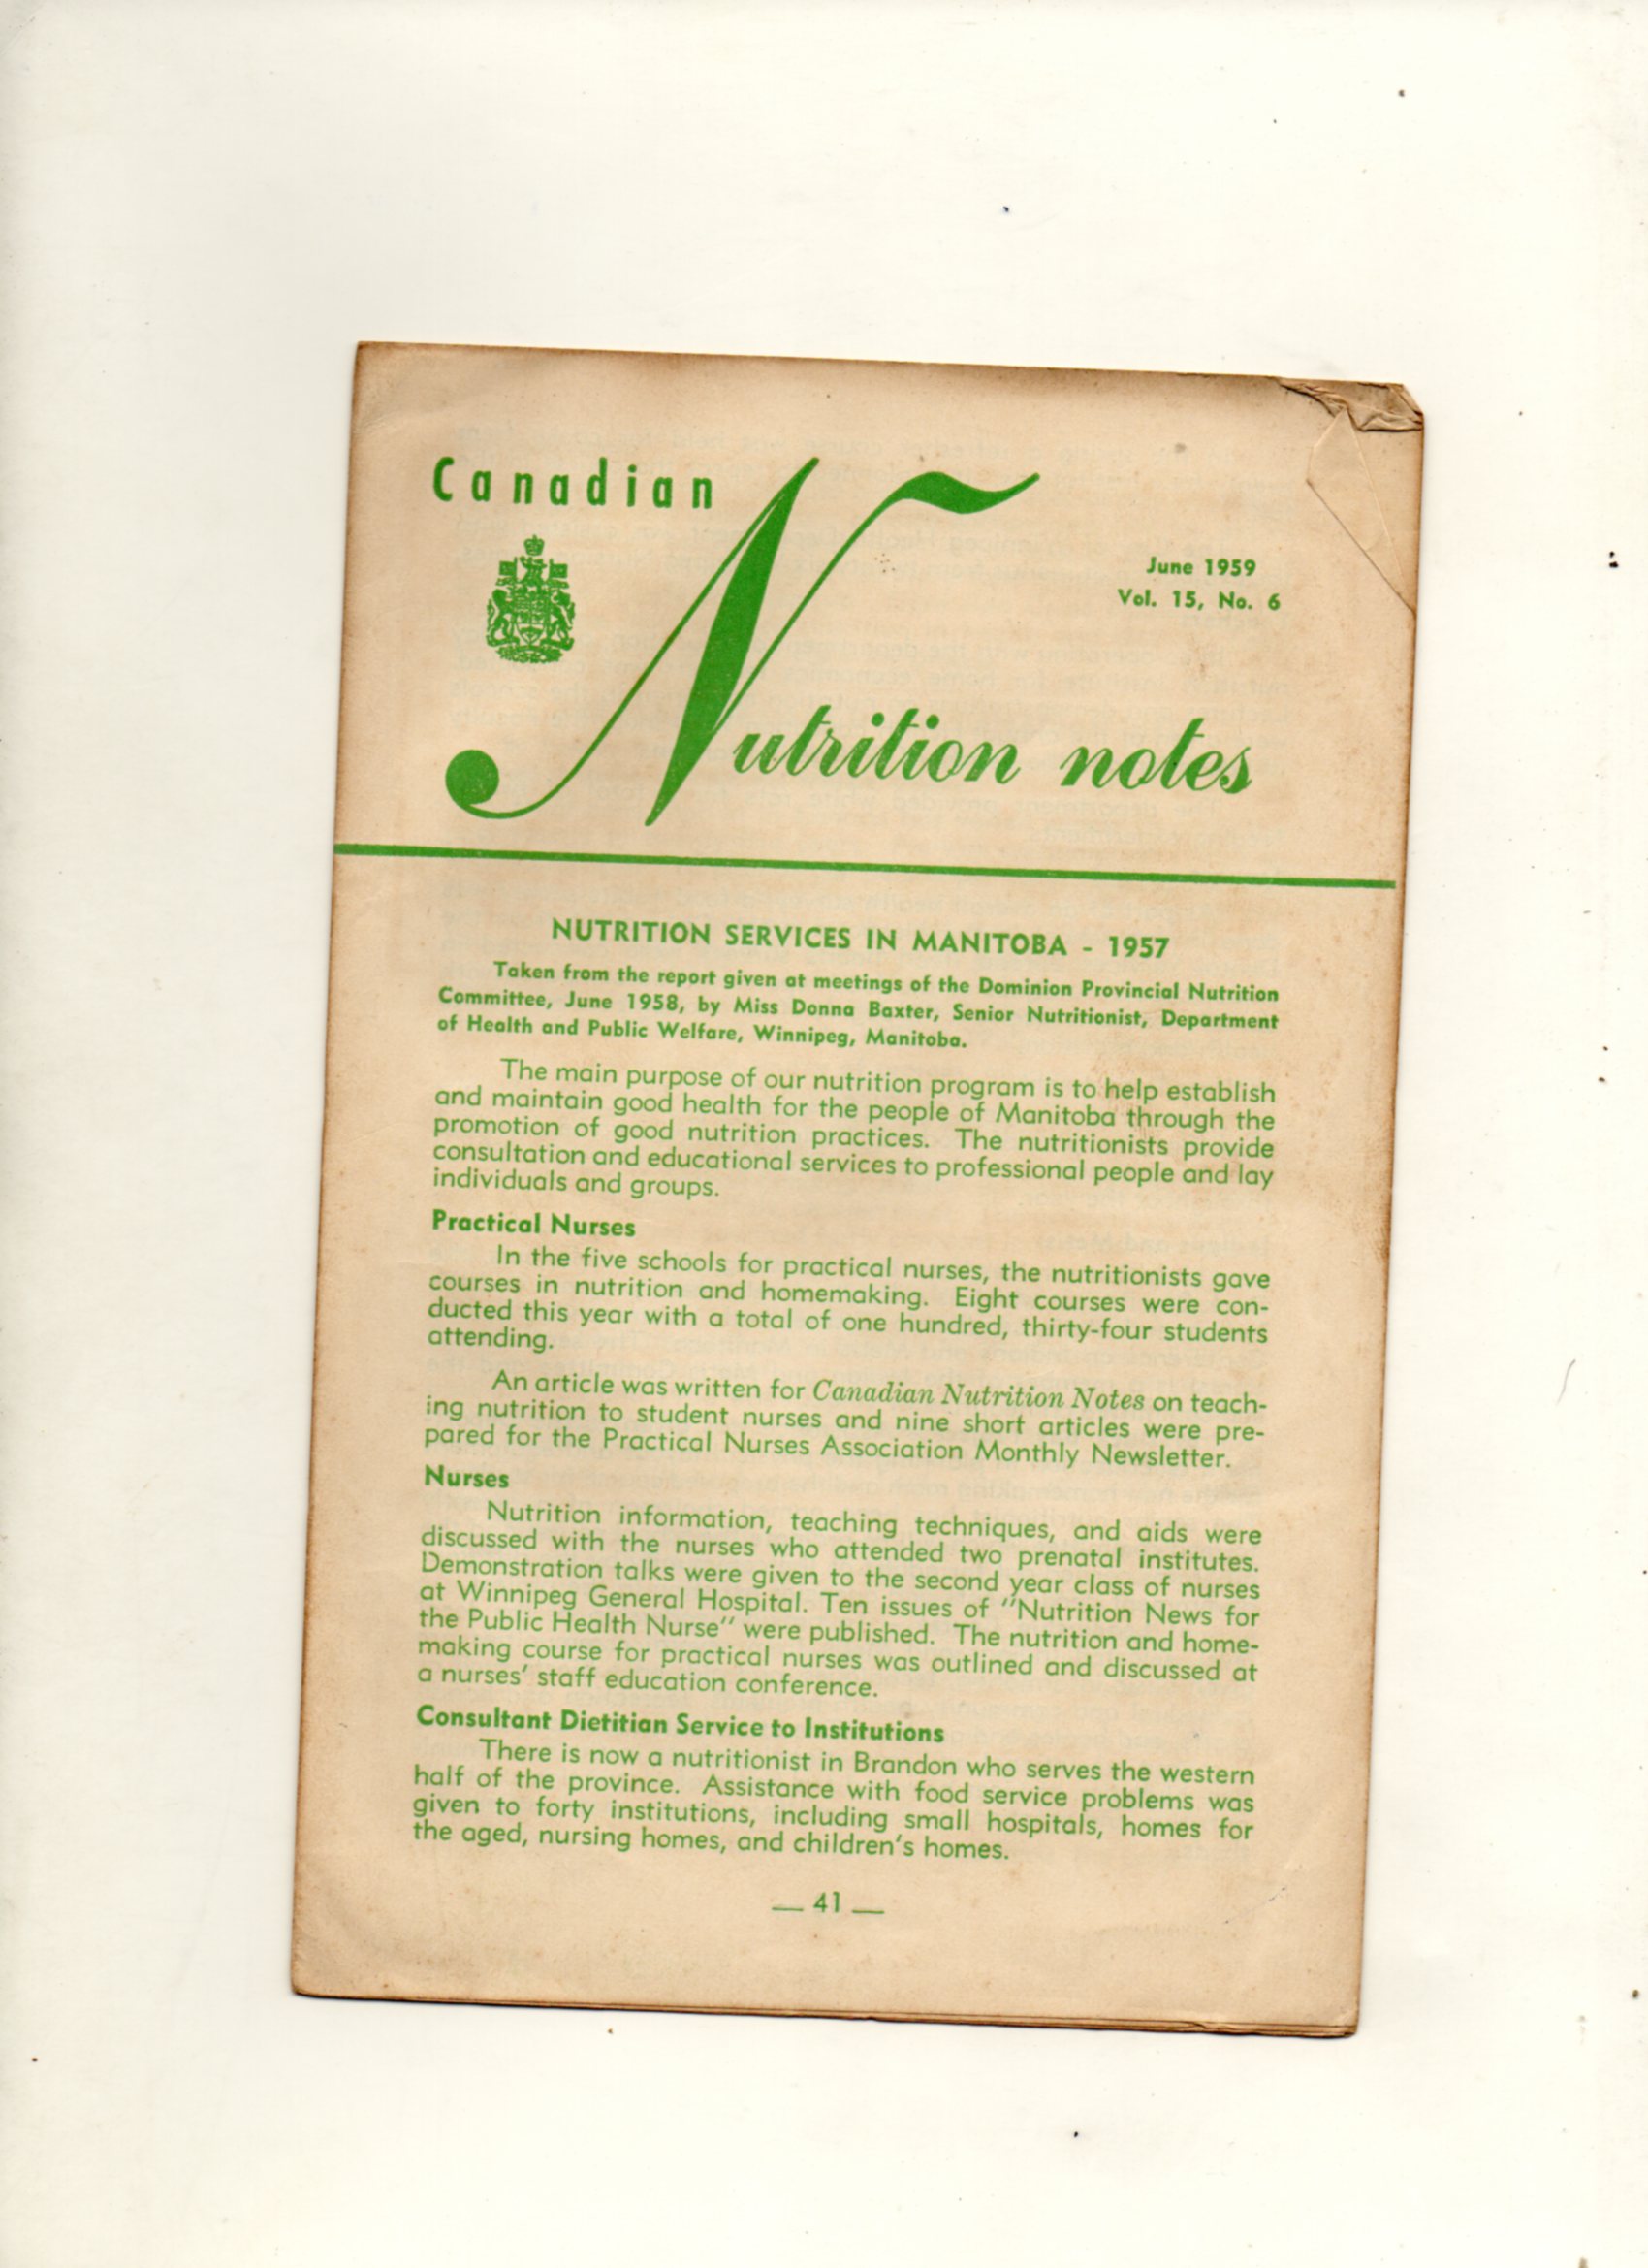 Canadian
Nutrition notes
June 1959
Vol. 15, No. 6
NUTRITION SERVICES IN MANITOBA - 1957
Taken from the report given at meetings of the Dominion Provincial Nutrition
Committee, June 1958, by Miss Donna Baxter, Senior Nutritionist, Department
of Health and Public Welfare, Winnipeg, Manitoba.
The main purpose of our nutrition program is to help establish
and maintain good health for the people of Manitoba through the
promotion of good nutrition practices. The nutritionists provide
consultation and educational services to professional people and lay
individuals and groups.
Practical Nurses
In the five schools for practical nurses, the nutritionists gave
courses in nutrition and homemaking. Eight courses were con-
ducted this year with a total of one hundred, thirty-four students
attending.
An article was written for Canadian Nutrition Notes on teach-
ing nutrition to student nurses and nine short articles were pre-
pared for the Practical Nurses Association Monthly Newsletter.
Nurses
Nutrition information, teaching techniques, and aids were
discussed with the nurses who attended two prenatal institutes.
Demonstration talks were given to the second year class of nurses
at Winnipeg General Hospital. Ten issues of "Nutrition News for
the Public Health Nurse" were published. The nutrition and home-
making course for practical nurses was outlined and discussed at
a nurses' staff education conference.
Consultant Dietitian Service to Institutions
There is now a nutritionist in Brandon who serves the western
half of the province. Assistance with food service problems was
given to forty institutions, including small hospitals, homes for
the aged, nursing homes, and children's homes.
— 41 —